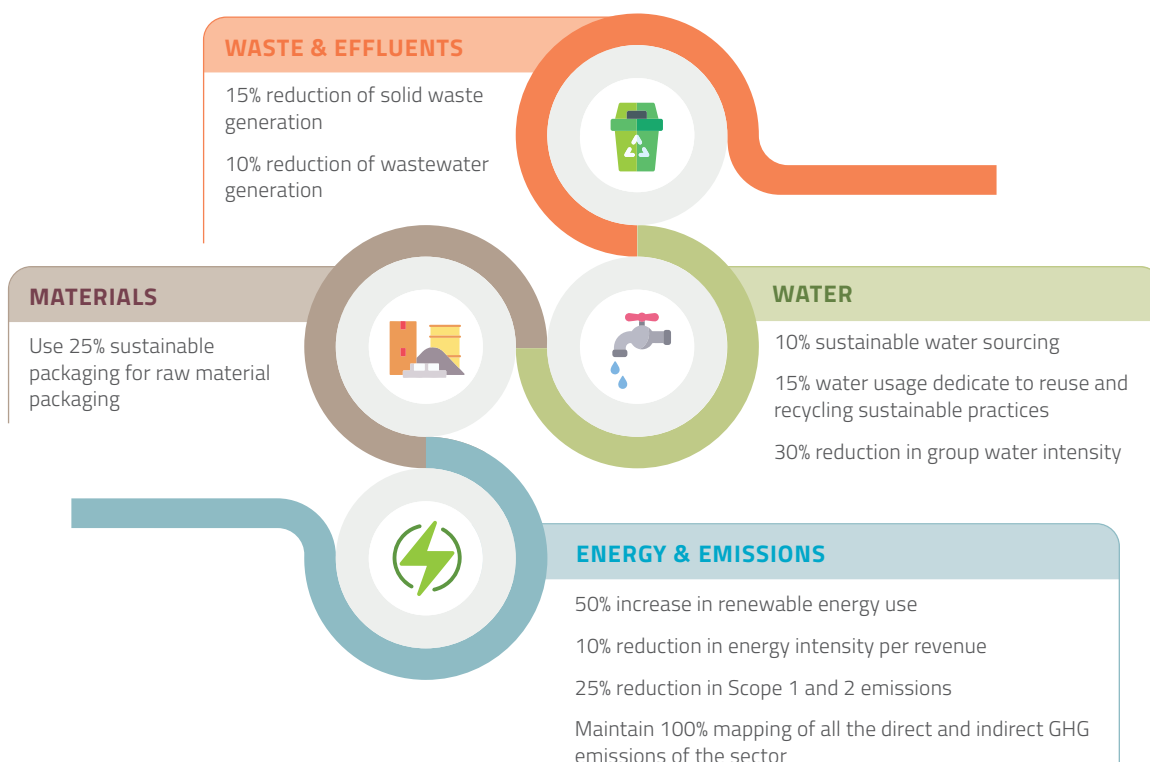 WASTE & EFFLUENTS
15% reduction of solid waste
generation
10% reduction of wastewater
generation
MATERIALS
Use 25% sustainable
packaging for raw material
packaging
WATER
10% sustainable water sourcing
15% water usage dedicate to reuse and
recycling sustainable practices
30% reduction in group water intensity
ENERGY & EMISSIONS
50% increase in renewable energy use
10% reduction in energy intensity per revenue
25% reduction in Scope 1 and 2 emissions
Maintain 100% mapping of all the direct and indirect GHG
emissions of the sector